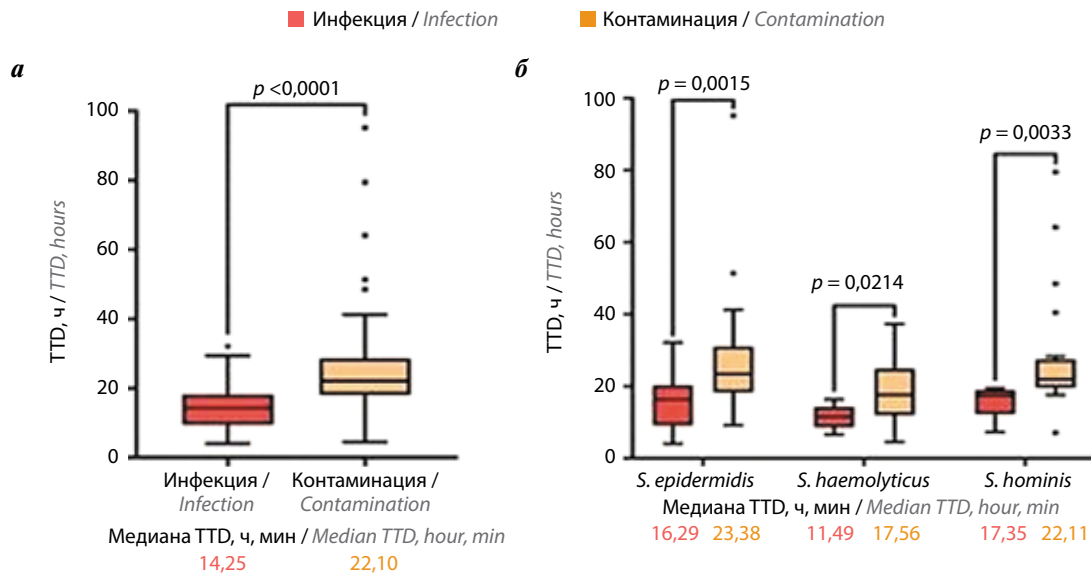 Инфекция / Infection
Контаминация / Contamination
а
p <0,0001
100
80
60
40
20
0
TTD, ч / TTD, hours
Инфекция / Infection
Контаминация / Contamination
Медиана TTD, ч, мин / Median TTD, hour, min
14,25 22,10
б
p = 0,0015
p = 0,0214
p = 0,0033
100
80
60
40
20
0
TTD, ч / TTD, hours
S. epidermidis S. haemolyticus S. hominis
Медиана TTD, ч, мин / Median TTD, hour, min
16,29 23,38 11,49 17,56 17,35 22,11